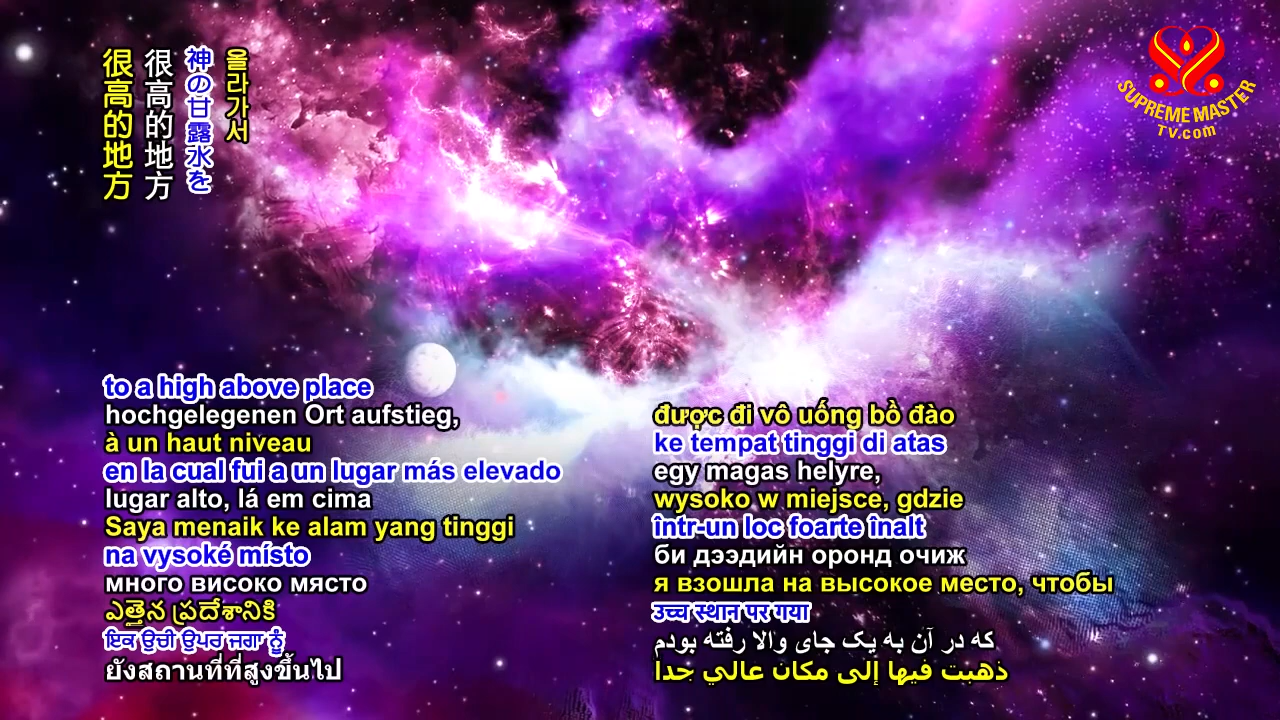 很高的地方
很高的地方
神の甘露水を
올라가서
SUPREME MASTER
TV.com
to a high above place
hochgelegenen Ort aufstieg,
à un haut niveau
en la cual fui a un lugar más elevado
lugar alto, lá em cima
Saya menaik ke alam yang tinggi
na vysoké místo
много високо място
ఎత్తైన ప్రదేశానికి
ਇਕ ਉਚੀ ਉਪਰ ਜਗਾ ਨੂੰ
ยังสถานที่ที่สูงขึ้นไป
được đi vô uống bồ đào
ke tempat tinggi di atas
egy magas helyre,
wysoko w miejsce, gdzie
într-un loc foarte înalt
би дээдийн оронд очиж
я взошла на высокое место, чтобы
उच्च स्थान पर गया
که در آن به یک جای والا رفته بودم
ذهبت فيها إلى مكان عالي جدا